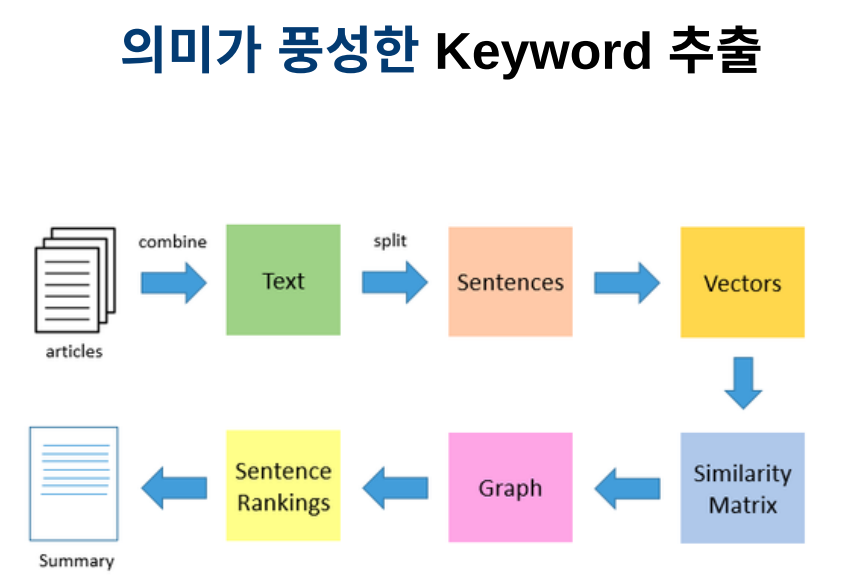 의미가 풍성한 Keyword 추출
combine
split
Text
Sentences
Vectors
articles
Similarity
Matrix
Graph
Sentence
Rankings
Summary